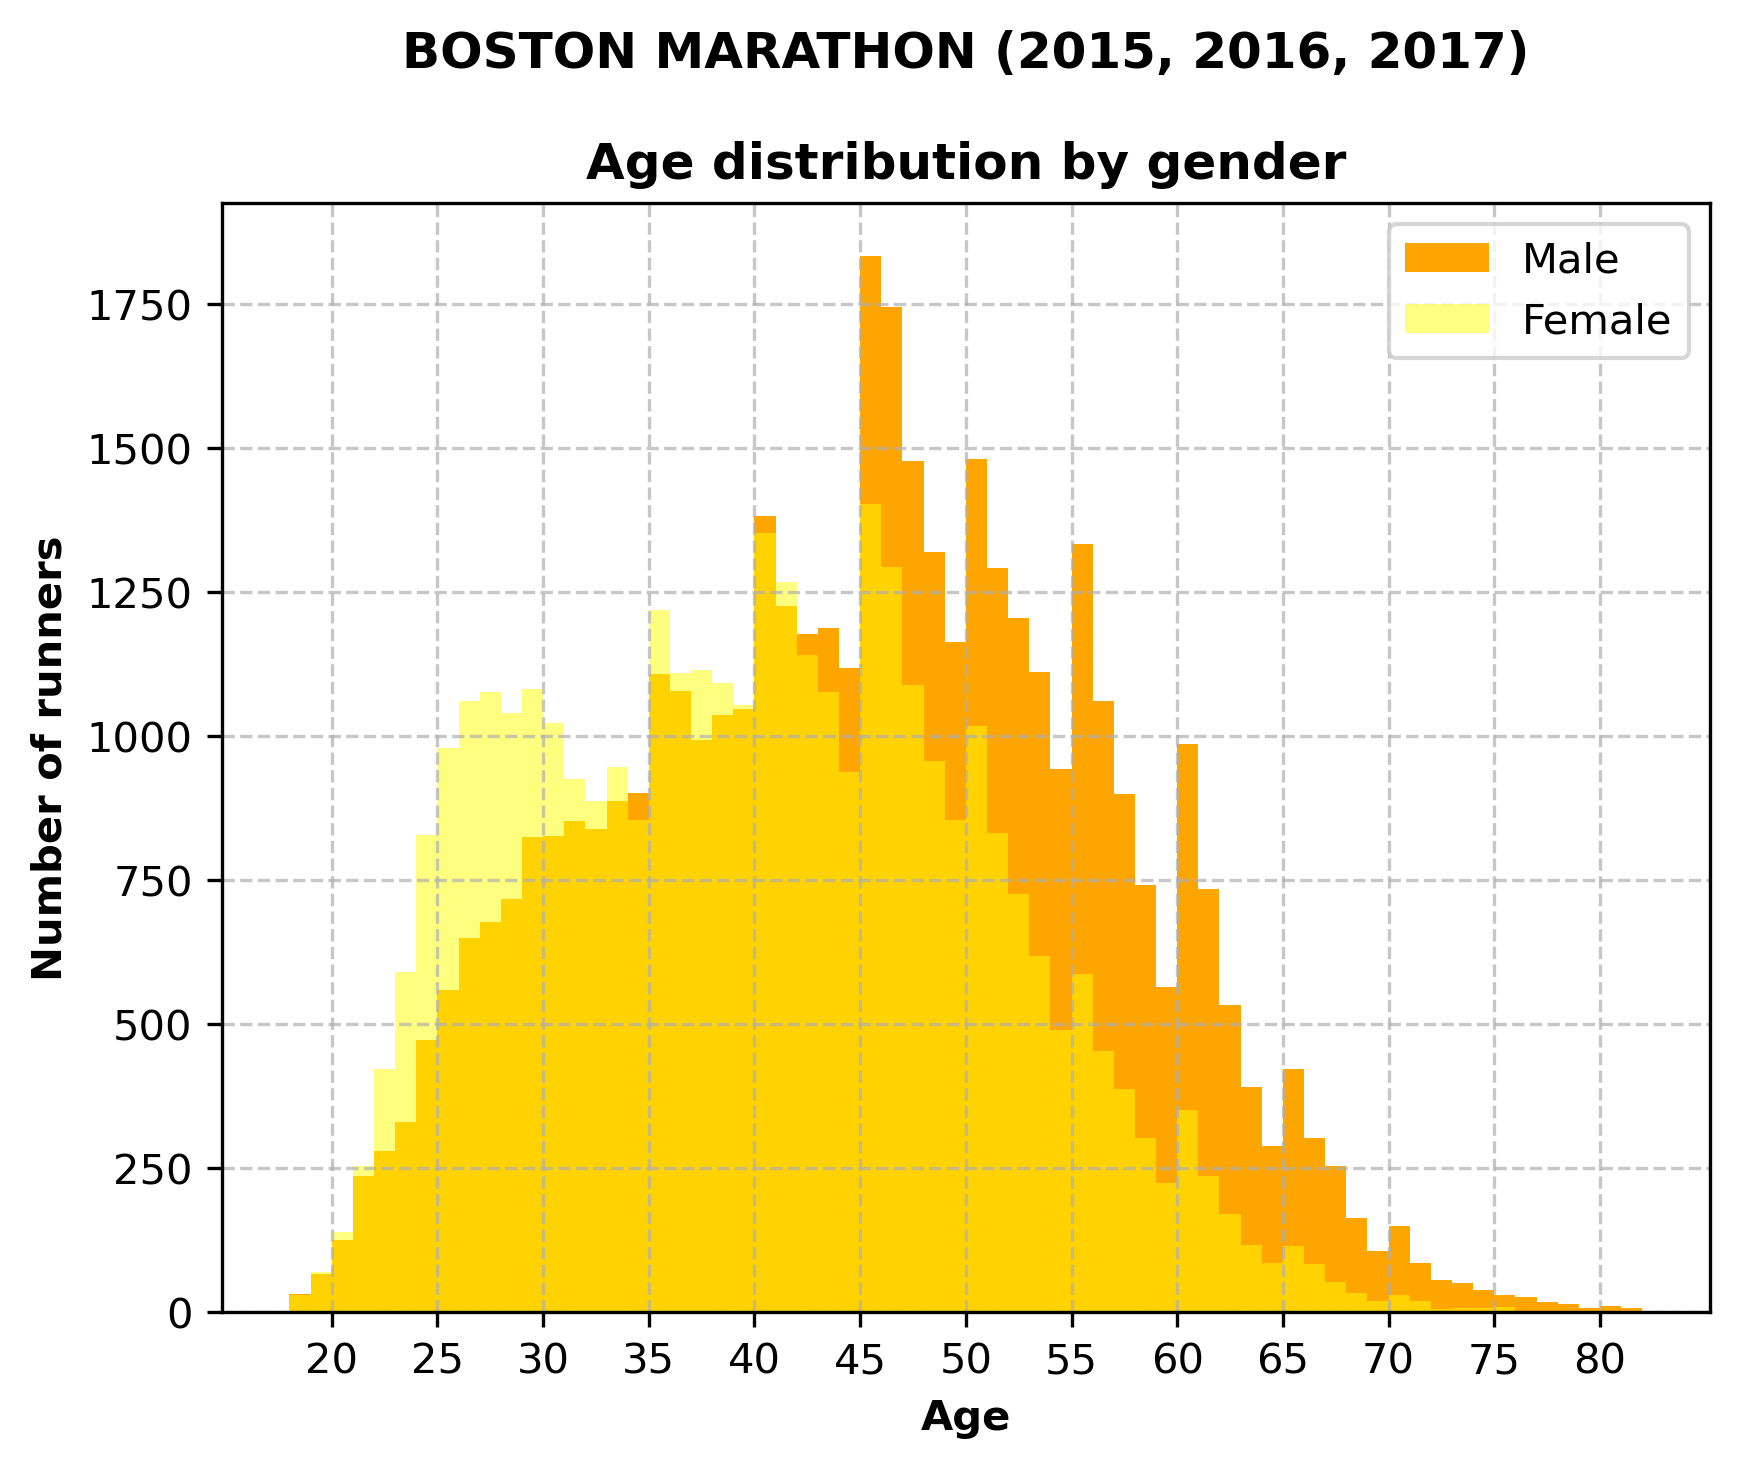 BOSTON MARATHON (2015, 2016, 2017)
Age distribution by gender
Male
Female
1750
1500
1250
1000
750
500
250
0
Number of runners
20 25 30 35 40 45 50 55 60 65 70 75 80
Age